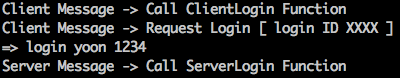 Client Message -> Call ClientLogin Function
Client Message -> Request Login [ login ID XXXX ]
=> login yoon 1234
Server Message -> Call ServerLogin Function